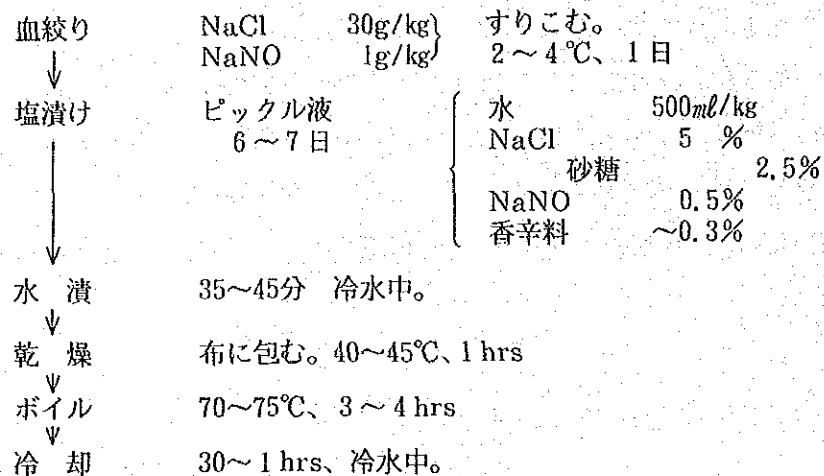 血絞り NaCl 30g/kg すりこむ。
NaNO 1g/kg 2～4℃、1日
↓
塩漬け ピックル液 水 500mℓ/kg
6～7日 NaCl 5 %
砂糖 2.5%
NaNO 0.5%
香辛料 ～0.3%
↓
水 漬 35～45分 冷水中。
↓
乾 燥 布に包む。40～45℃、1 hrs
↓
ボイル 70～75℃、3～4 hrs
↓
冷 却 30～1 hrs、冷水中。